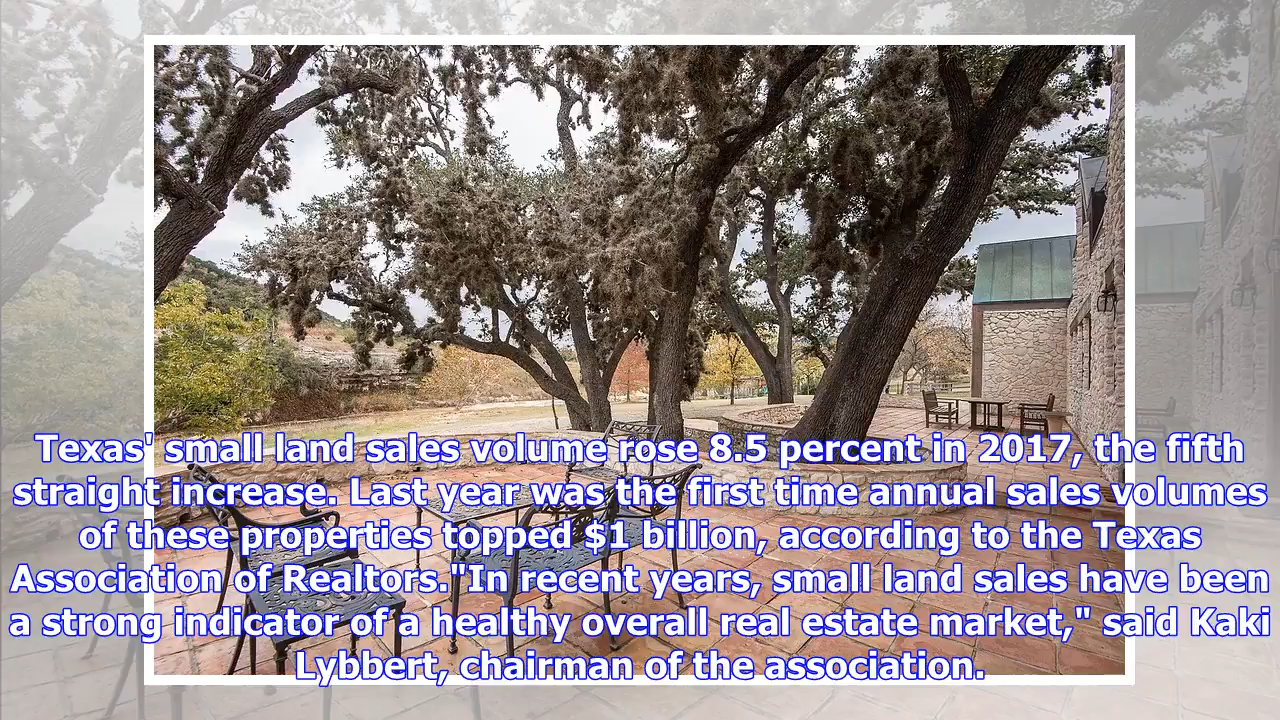 Texas' small land sales volume rose 8.5 percent in 2017, the fifth
straight increase. Last year was the first time annual sales volumes
of these properties topped $1 billion, according to the Texas
Association of Realtors."In recent years, small land sales have been
a strong indicator of a healthy overall real estate market," said Kaki
Lybbert, chairman of the association.